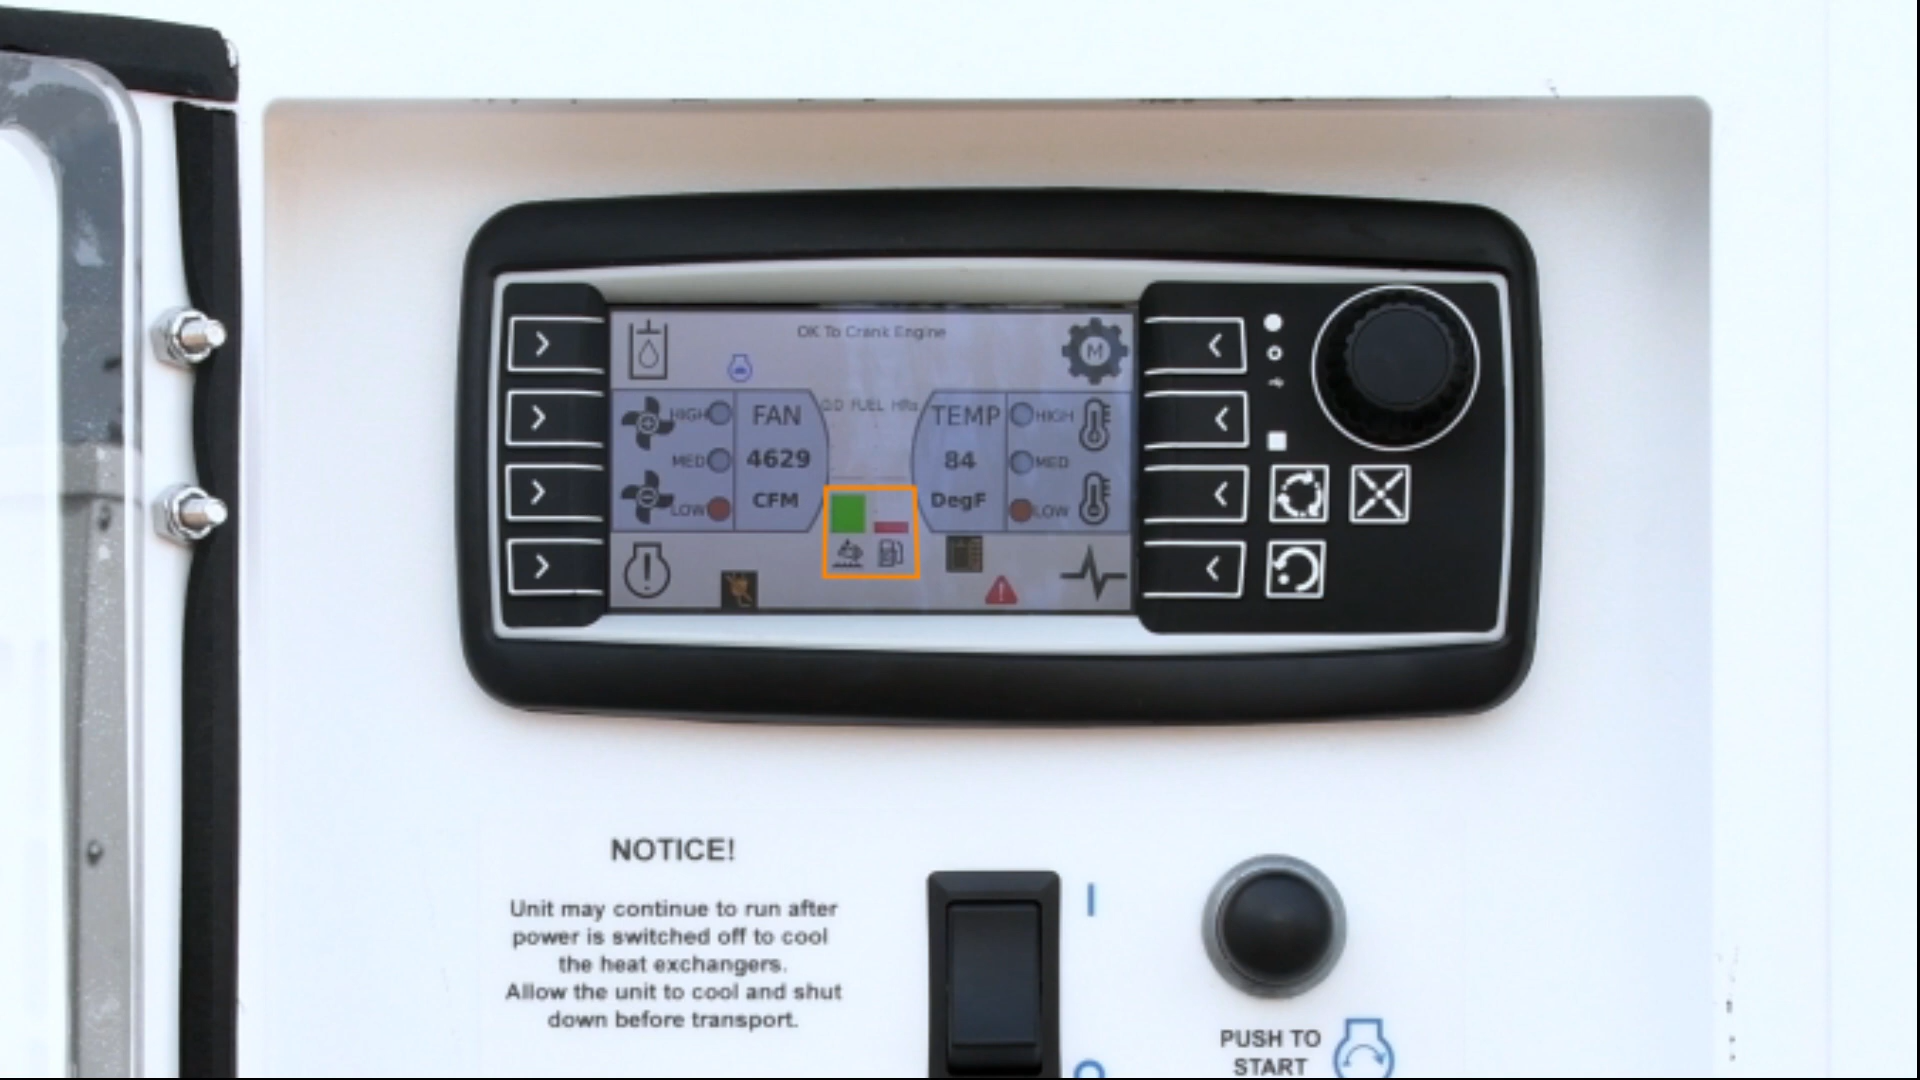 OK To Crank Engine
M
HIGH FAN 0.0 FUEL HRs TEMP HIGH
MED 4629 84 MED
LOW CFM DegF LOW
NOTICE!
Unit may continue to run after
power is switched off to cool
the heat exchangers.
Allow the unit to cool and shut
down before transport.
PUSH TO
START